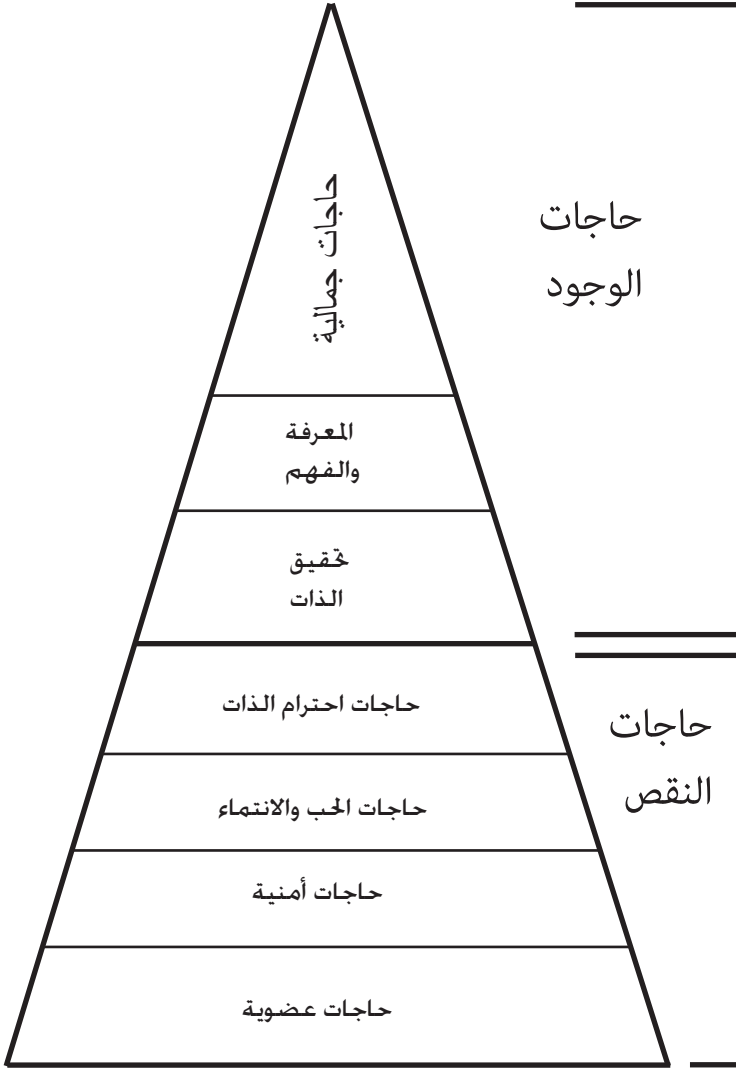 حاجات جمالية
حاجات
الوجود
المعرفة
والفهم
تحقيق
الذات
حاجات احترام الذات
حاجات
النقص
حاجات الحب والانتماء
حاجات أمنية
حاجات عضوية